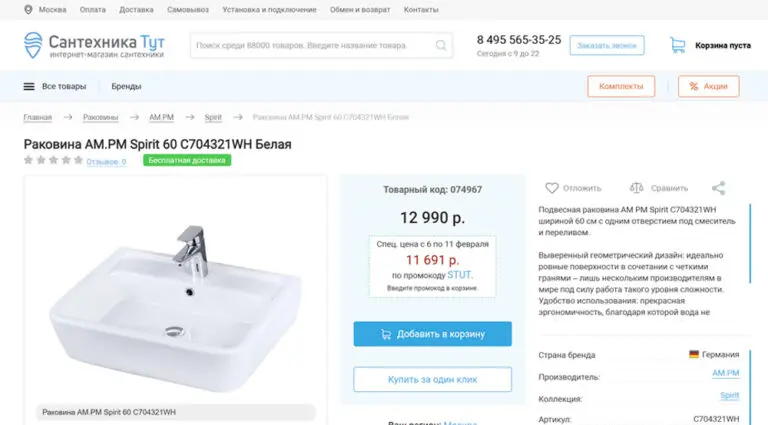 Москва Оплата Доставка Самовывоз Установка и подключение Обмен и возврат Контакты
Сантехника Тут
интернет-магазин сантехники
Поиск среди 88000 товаров. Введите название товара.
8 495 565-35-25
Сегодня с 9 до 22
Заказать звонок
Корзина пуста
Все товары Бренды Комплекты % Акции
Главная → Раковины → AM.PM → Spirit → Раковина AM.PM Spirit 60 C704321WH Белая
Раковина AM.PM Spirit 60 C704321WH Белая
Отзывов: 0 Бесплатная доставка
Товарный код: 074967
12 990 р.
Спец. цена с 6 по 11 февраля
11 691 р.
по промокоду STUT.
Введите промокод в корзине.
Добавить в корзину
Купить за один клик
Ваш регион: Москва
Раковина AM.PM Spirit 60 C704321WH
Отложить Сравнить
Подвесная раковина AM PM Spirit C704321WH
шириной 60 см с одним отверстием под смеситель
и переливом.
Выверенный геометрический дизайн: идеально
ровные поверхности в сочетании с четкими
гранями – лишь нескольким производителям в
мире под силу работа такого уровня сложности.
Удобство использования: прекрасная
эргономичность, благодаря которой вода не
Страна бренда Германия
Производитель: AM.PM
Коллекция: Spirit
Артикул: C704321WH